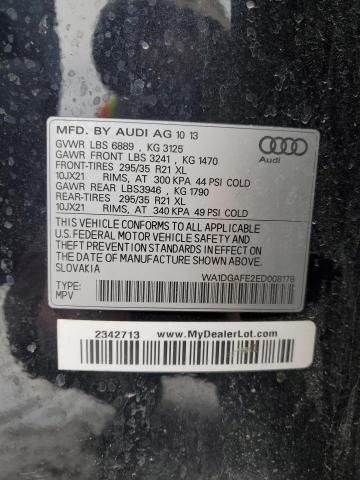 MFD. BY AUDI AG 10 13
GVWR LBS 6889 , KG 3125
GAWR FRONT LBS 3241 , KG 1470
FRONT-TIRES 295/35 R21 XL
10JX21 RIMS, AT 300 KPA 44 PSI COLD
GAWR REAR LBS3946 , KG 1790
REAR-TIRES 295/35 R21 XL
10JX21 RIMS, AT 340 KPA 49 PSI COLD
Audi
THIS VEHICLE CONFORMS TO ALL APPLICABLE
U.S. FEDERAL MOTOR VEHICLE SAFETY AND
THEFT PREVENTION STANDARDS IN EFFECT ON
THE DATE OF MANUFACTURE SHOWN ABOVE.
SLOVAKIA
WA1DGAFE2ED008178
TYPE:
MPV
2342713 www.MyDealerLot.com